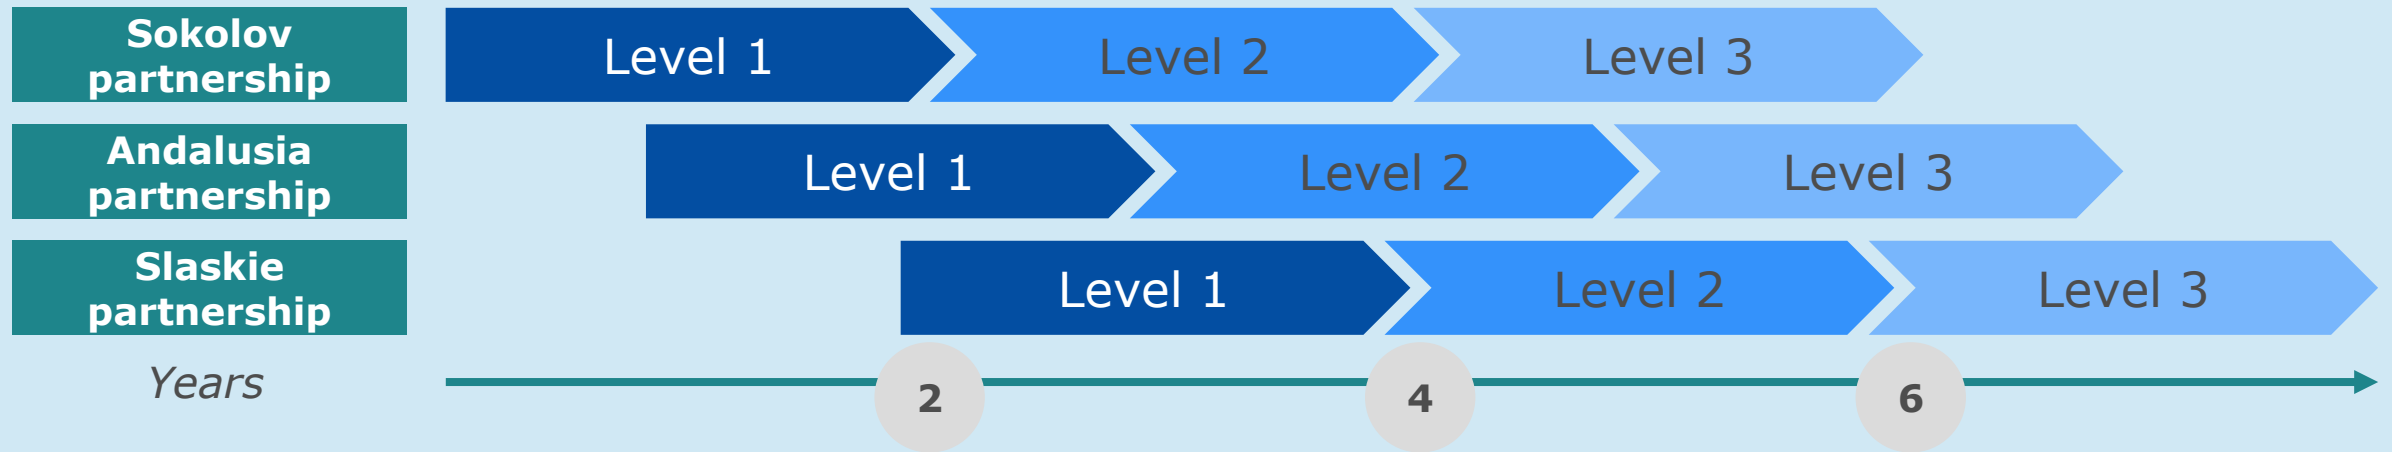 Sokolov
partnership
Level 1
Level 2
Level 3
Andalusia
partnership
Level 1
Level 2
Level 3
Slaskie
partnership
Level 1
Level 2
Level 3
Years
2
4
6